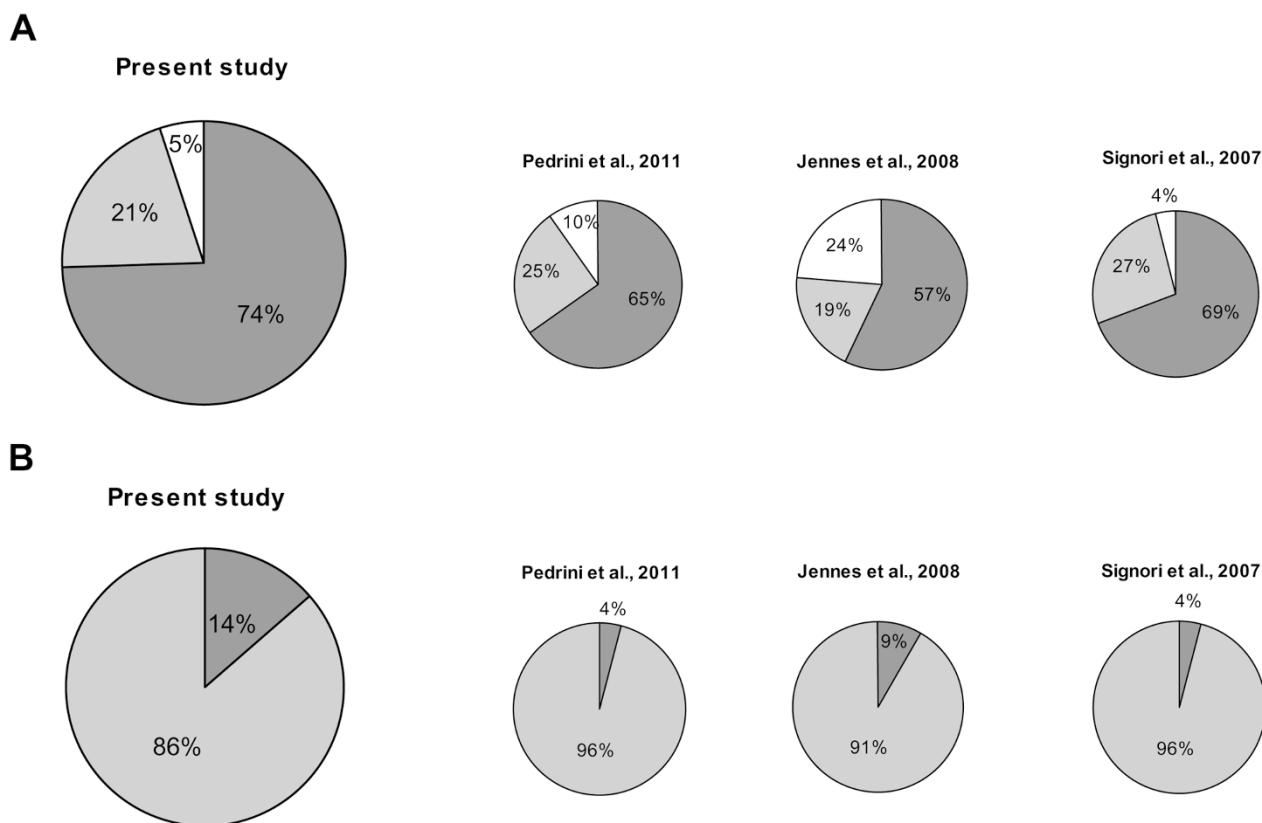 A
Present study
5%
21%
74%
Pedrini et al., 2011
10%
25%
65%
Jennes et al., 2008
24%
19%
57%
Signori et al., 2007
4%
27%
69%
B
Present study
14%
86%
Pedrini et al., 2011
4%
96%
Jennes et al., 2008
9%
91%
Signori et al., 2007
4%
96%